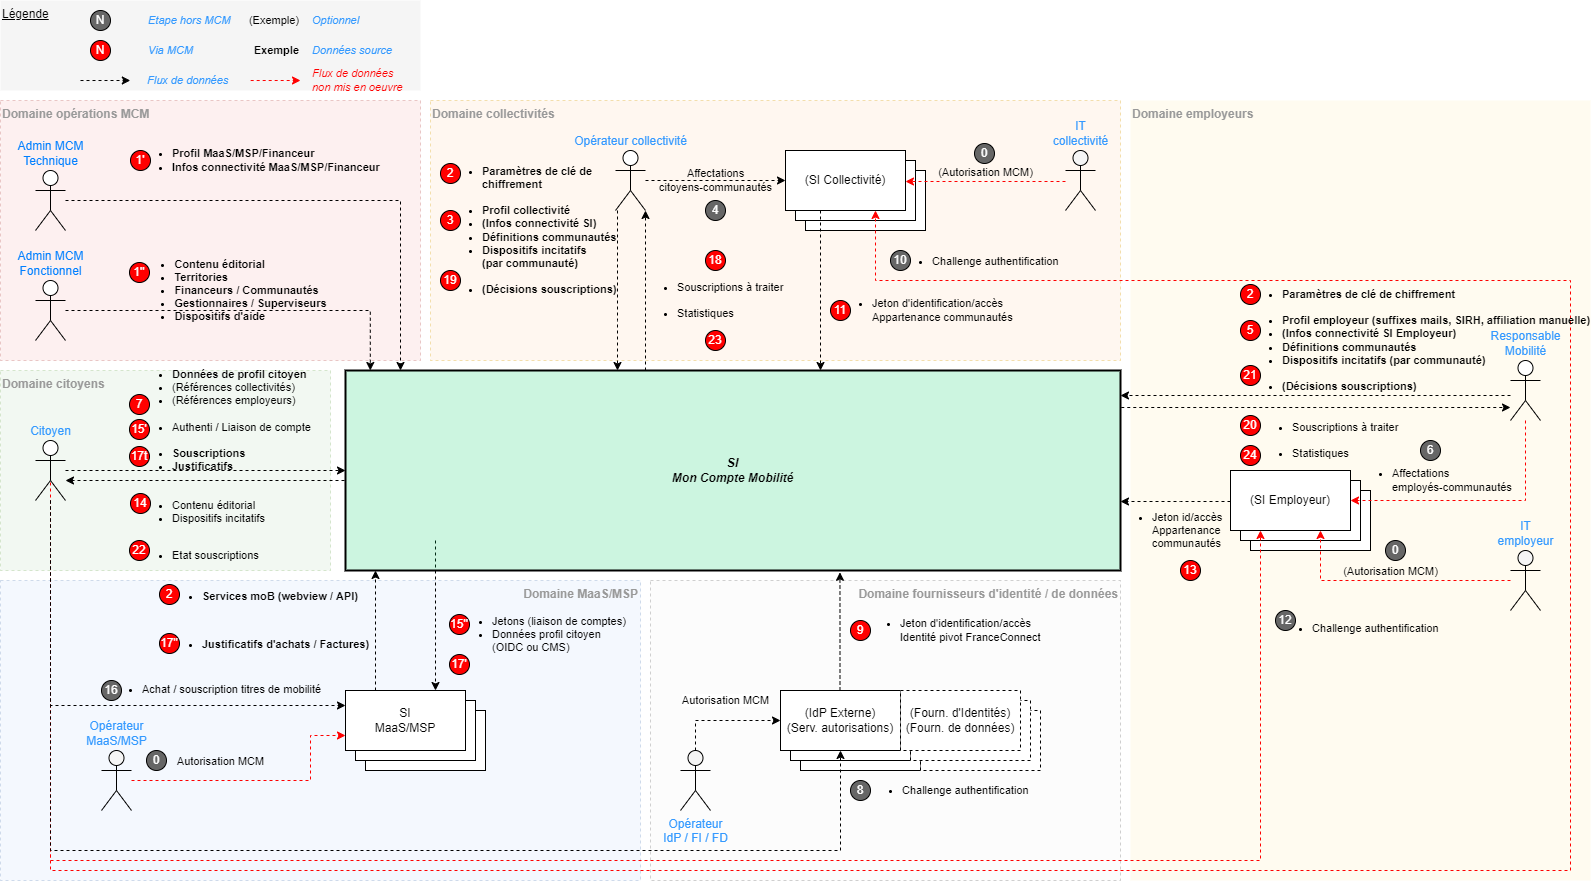 Légende
N
Etape hors MCM
(Exemple)
Optionnel
N
Via MCM
Exemple
Données source
Flux de données
Flux de données
non mis en oeuvre
Domaine opérations MCM
Admin MCM
Technique
1'
Profil MaaS/MSP/Financeur
Infos connectivité MaaS/MSP/Financeur
Admin MCM
Fonctionnel
1"
Contenu éditorial
Territories
Financeurs / Communautés
Gestionnaires / Superviseurs
Dispositifs d'aide
Domaine collectivités
Opérateur collectivité
2
Paramètres de clé de
chiffrement
3
Profil collectivité
(Infos connectivité SI)
Définitions communautés
Dispositifs incitatifs
(par communauté)
19
(Décisions souscriptions)
Affectations
citoyens-communautés
4
(SI Collectivité)
0
(Autorisation MCM)
IT
collectivité
18
Souscriptions à traiter
Statistiques
23
10
Challenge authentification
11
Jeton d'identification/accès
Appartenance communautés
Domaine employeurs
2
Paramètres de clé de chiffrement
5
Profil employeur (suffixes mails, SIRH, affiliation manuelle)
(Infos connectivité SI Employeur)
Définitions communautés
Dispositifs incitatifs (par communauté)
21
(Décisions souscriptions)
Responsable
Mobilité
20
Souscriptions à traiter
24
Statistiques
6
Affectations
employés-communautés
(SI Employeur)
Jeton id/accès
Appartenance
communautés
13
0
(Autorisation MCM)
IT
employeur
12
Challenge authentification
Domaine citoyens
Citoyen
Données de profil citoyen
(Références collectivités)
(Références employeurs)
7
15'
Authenti / Liaison de compte
17t
Souscriptions
Justificatifs
14
Contenu éditorial
Dispositifs incitatifs
22
Etat souscriptions
SI
Mon Compte Mobilité
Domaine MaaS/MSP
2
Services moB (webview / API)
17"
Justificatifs d'achats / Factures)
15"
Jetons (liaison de comptes)
Données profil citoyen
(OIDC ou CMS)
17'
16
Achat / souscription titres de mobilité
SI
MaaS/MSP
Opérateur
MaaS/MSP
0
Autorisation MCM
Domaine fournisseurs d'identité / de données
9
Jeton d'identification/accès
Identité pivot FranceConnect
Autorisation MCM
(IdP Externe)
(Serv. autorisations)
(Fourn. d'Identités)
(Fourn. de données)
8
Challenge authentification
Opérateur
IdP / FI / FD